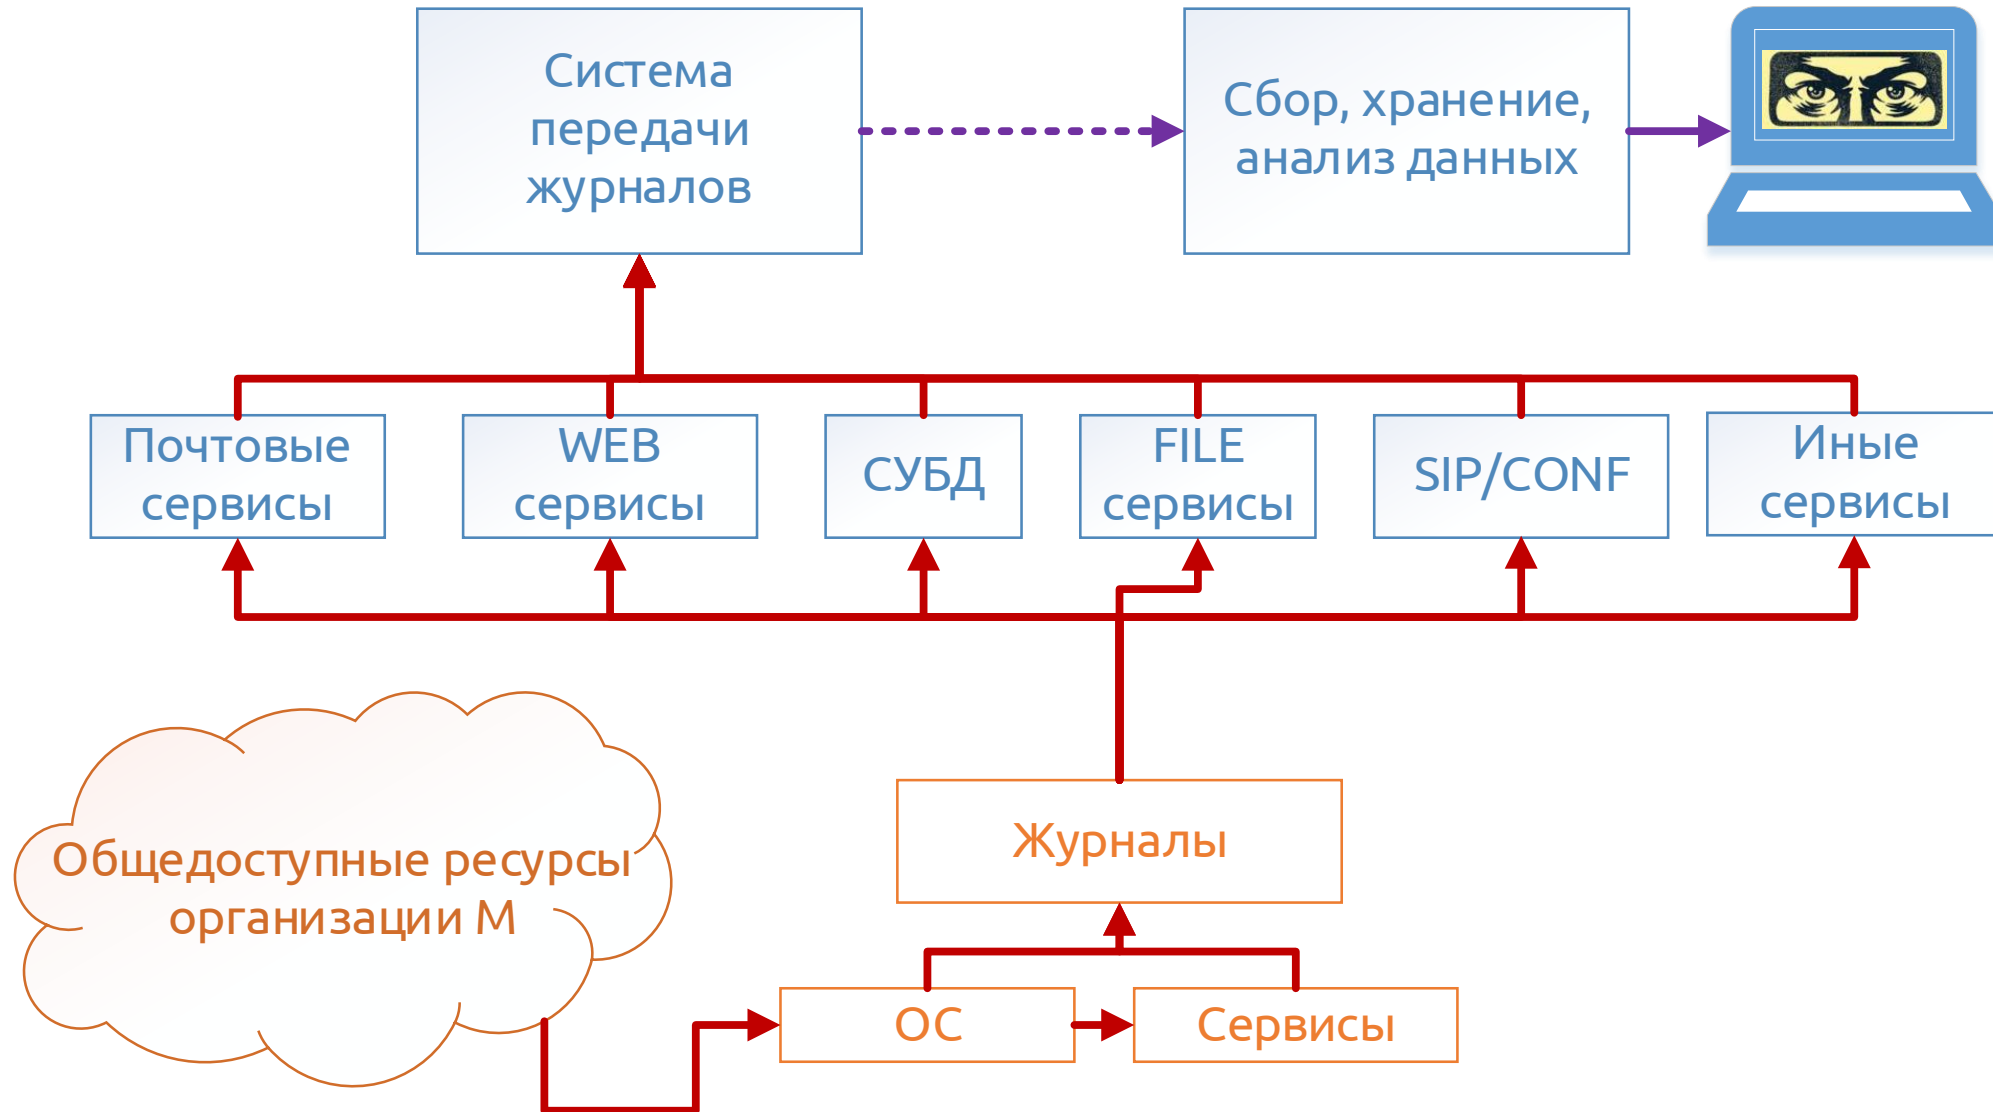 Система
передачи
журналов
Сбор, хранение,
анализ данных
Почтовые
сервисы
WEB
сервисы
СУБД
FILE
сервисы
SIP/CONF
Иные
сервисы
Журналы
Общедоступные ресурсы
организации М
ОС
Сервисы